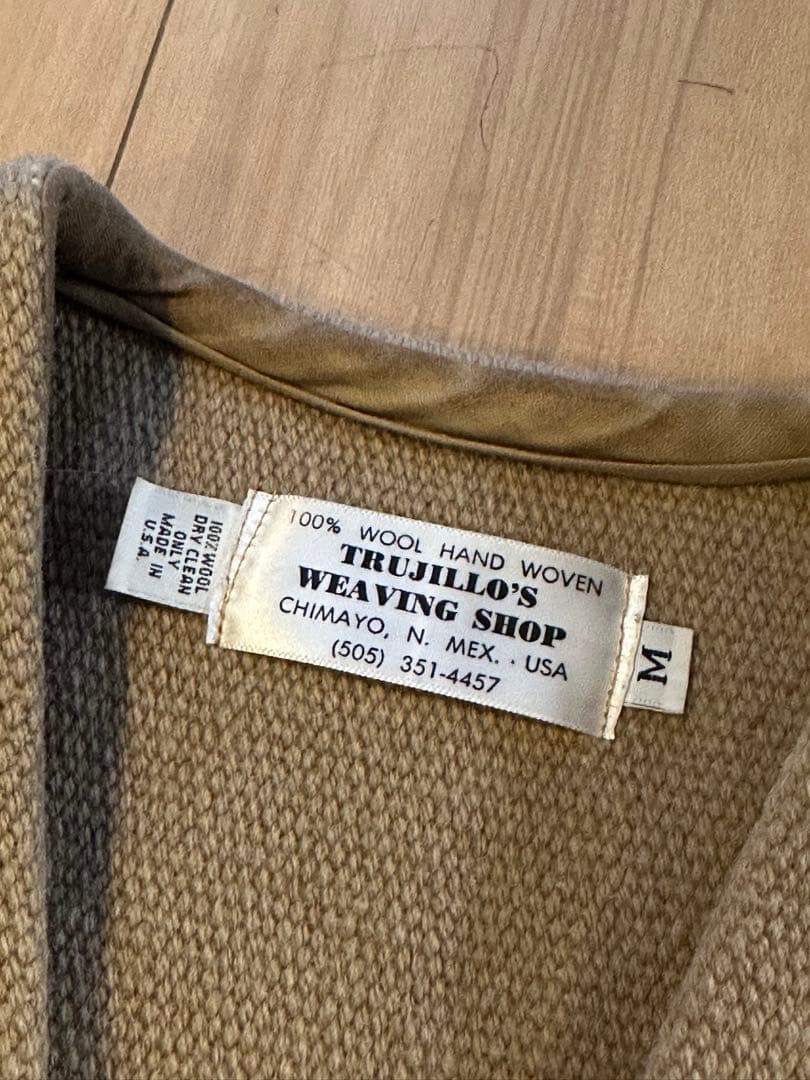 100% WOOL HAND WOVEN
TRUJILLO'S
WEAVING SHOP
CHIMAYO, N. MEX. · USA
(505) 351-4457
100% WOOL
DRY CLEAN
ONLY
MADE IN
U.S.A.
M